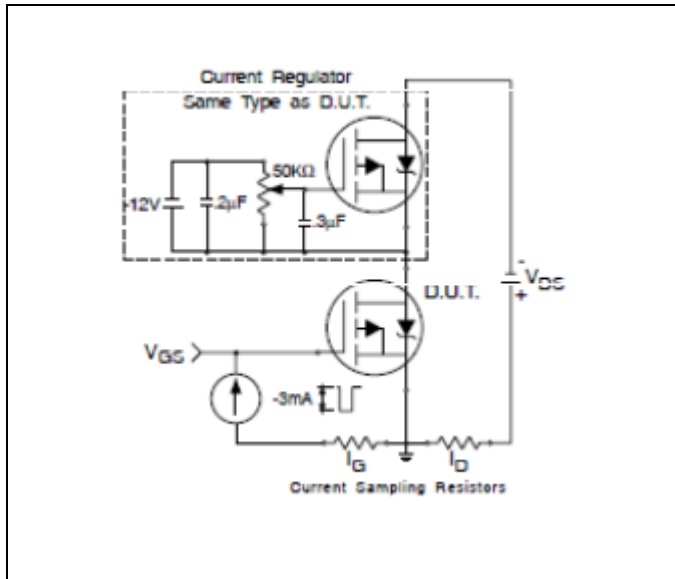 Current Regulator
Same Type as D.U.T.
50KΩ
-12V
.2µF
.3µF
D.U.T.
-
VDS
+
VGS
-3mA
IG
ID
Current Sampling Resistors